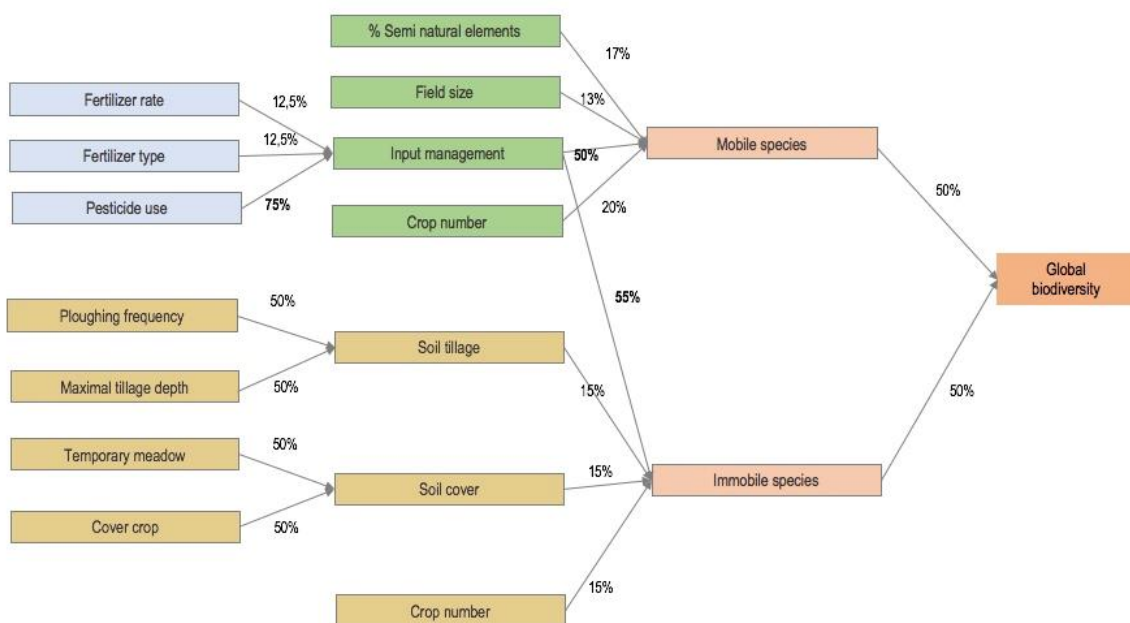 % Semi natural elements
17%
Fertilizer rate
12,5%
Field size
13%
Fertilizer type
12,5%
Input management
50%
Mobile species
Pesticide use
75%
Crop number
20%
50%
55%
Global
biodiversity
Ploughing frequency
50%
Soil tillage
Maximal tillage depth
50%
15%
50%
Temporary meadow
50%
Soil cover
15%
Immobile species
Cover crop
50%
Crop number
15%